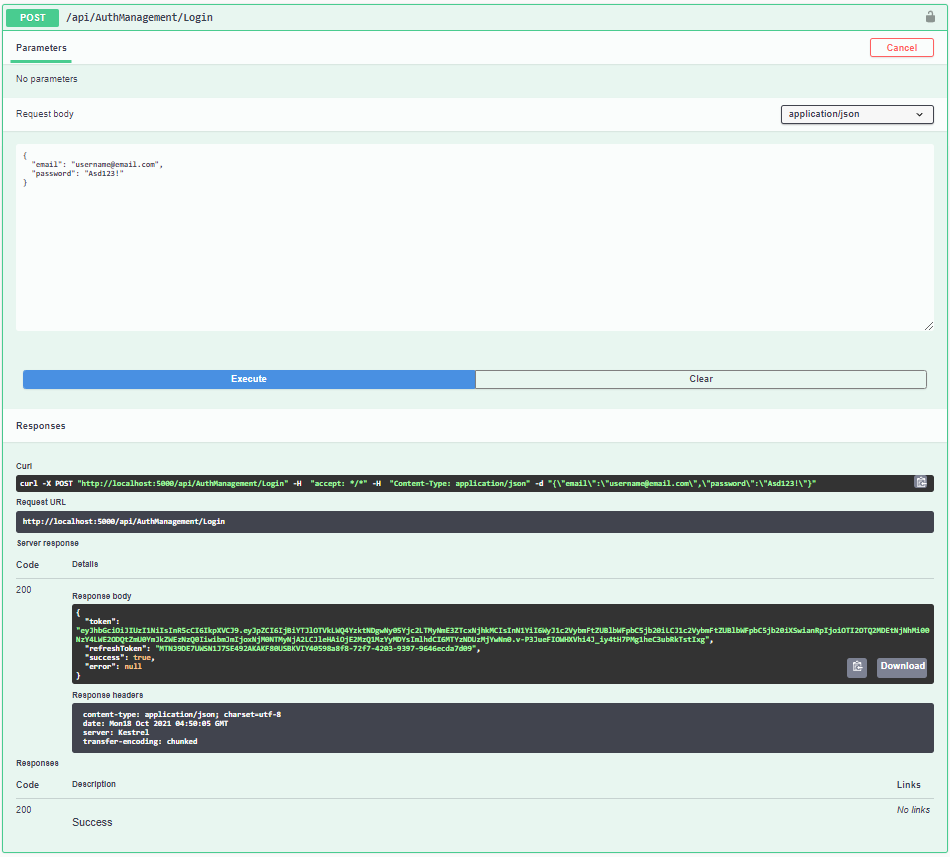 POST /api/AuthManagement/Login
Parameters
Cancel
No parameters
Request body
application/json
{
"email": "username@email.com",
"password": "Asd123!"
}
Execute
Clear
Responses
Curl
curl -X POST "http://localhost:5000/api/AuthManagement/Login" -H "accept: */*" -H "Content-Type: application/json" -d "{\"email\":\"username@email.com\",\"password\":\"Asd123!\"}"
Request URL
http://localhost:5000/api/AuthManagement/Login
Server response
Code Details
200
Response body
{
"token":
"refreshToken": "MTN39DE7UWSN1J7SE492AKAKF80USBKVIY40598a8f8-72f7-4203-9397-9646ecda7d09",
"success": true,
"error": null
}
Download
Response headers
content-type: application/json; charset=utf-8
date: Mon18 Oct 2021 04:50:05 GMT
server: Kestrel
transfer-encoding: chunked
Responses
Code Description Links
200 No links
Success